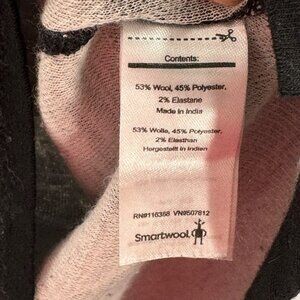 Contents:
53% Wool, 45% Polyester,
2% Elastane
Made in India
53% Wolle, 45% Polyester,
2% Elasthan
Hergestellt in Indien
RN#116368 VN#507812
Smartwool